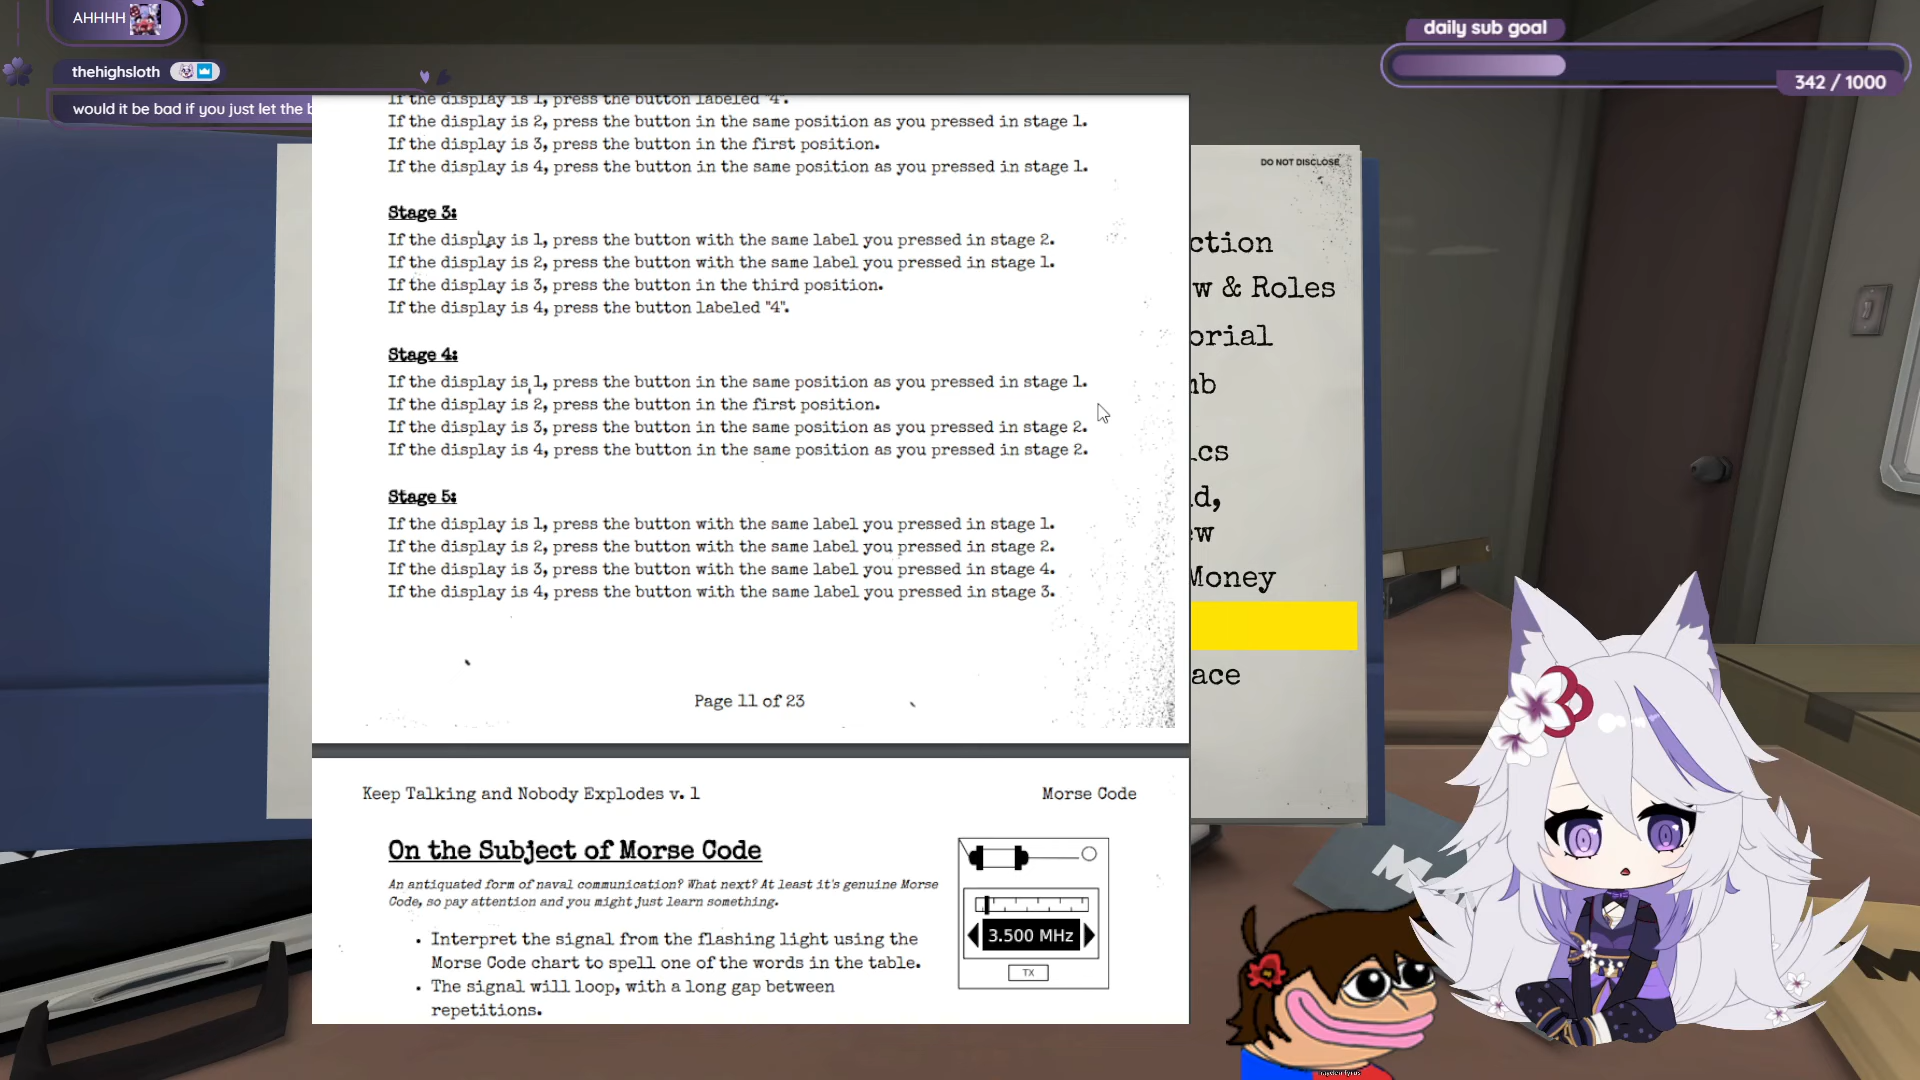 AHHHH
thehighsloth
would it be bad if you just let the b
daily sub goal
342 / 1000
If the display is 1, press the button labeled "4".
If the display is 2, press the button in the same position as you pressed in stage 1.
If the display is 3, press the button in the first position.
If the display is 4, press the button in the same position as you pressed in stage 1.
Stage 3:
If the display is 1, press the button with the same label you pressed in stage 2.
If the display is 2, press the button with the same label you pressed in stage 1.
If the display is 3, press the button in the third position.
If the display is 4, press the button labeled "4".
Stage 4:
If the display is 1, press the button in the same position as you pressed in stage 1.
If the display is 2, press the button in the first position.
If the display is 3, press the button in the same position as you pressed in stage 2.
If the display is 4, press the button in the same position as you pressed in stage 2.
Stage 5:
If the display is 1, press the button with the same label you pressed in stage 1.
If the display is 2, press the button with the same label you pressed in stage 2.
If the display is 3, press the button with the same label you pressed in stage 4.
If the display is 4, press the button with the same label you pressed in stage 3.
Page 11 of 23
Keep Talking and Nobody Explodes v. 1
Morse Code
On the Subject of Morse Code
An antiquated form of naval communication? What next? At least it's genuine Morse
Code, so pay attention and you might just learn something.
• Interpret the signal from the flashing light using the
Morse Code chart to spell one of the words in the table.
• The signal will loop, with a long gap between
repetitions.
3.500 MHz
TX
DO NOT DISCLOSE
ction
w & Roles
orial
mb
ics
d,
ew
Money
ace